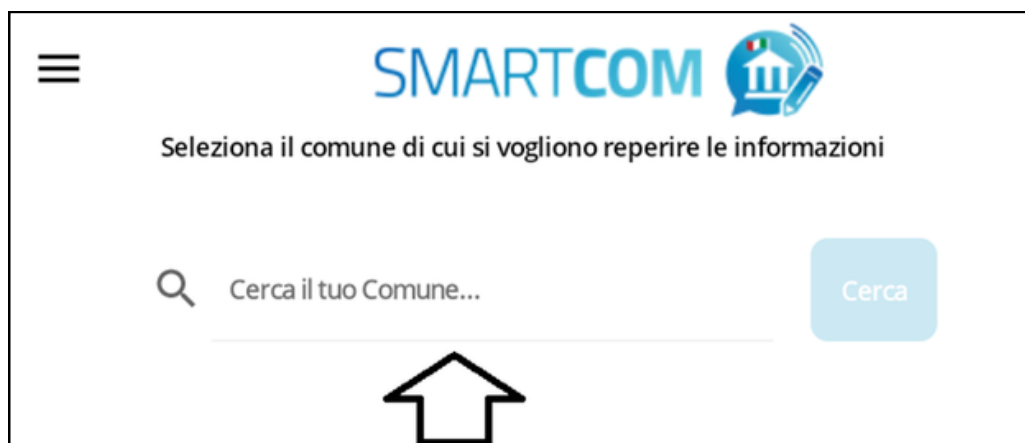 SMARTCOM
Seleziona il comune di cui si vogliono reperire le informazioni
Cerca il tuo Comune...
Cerca